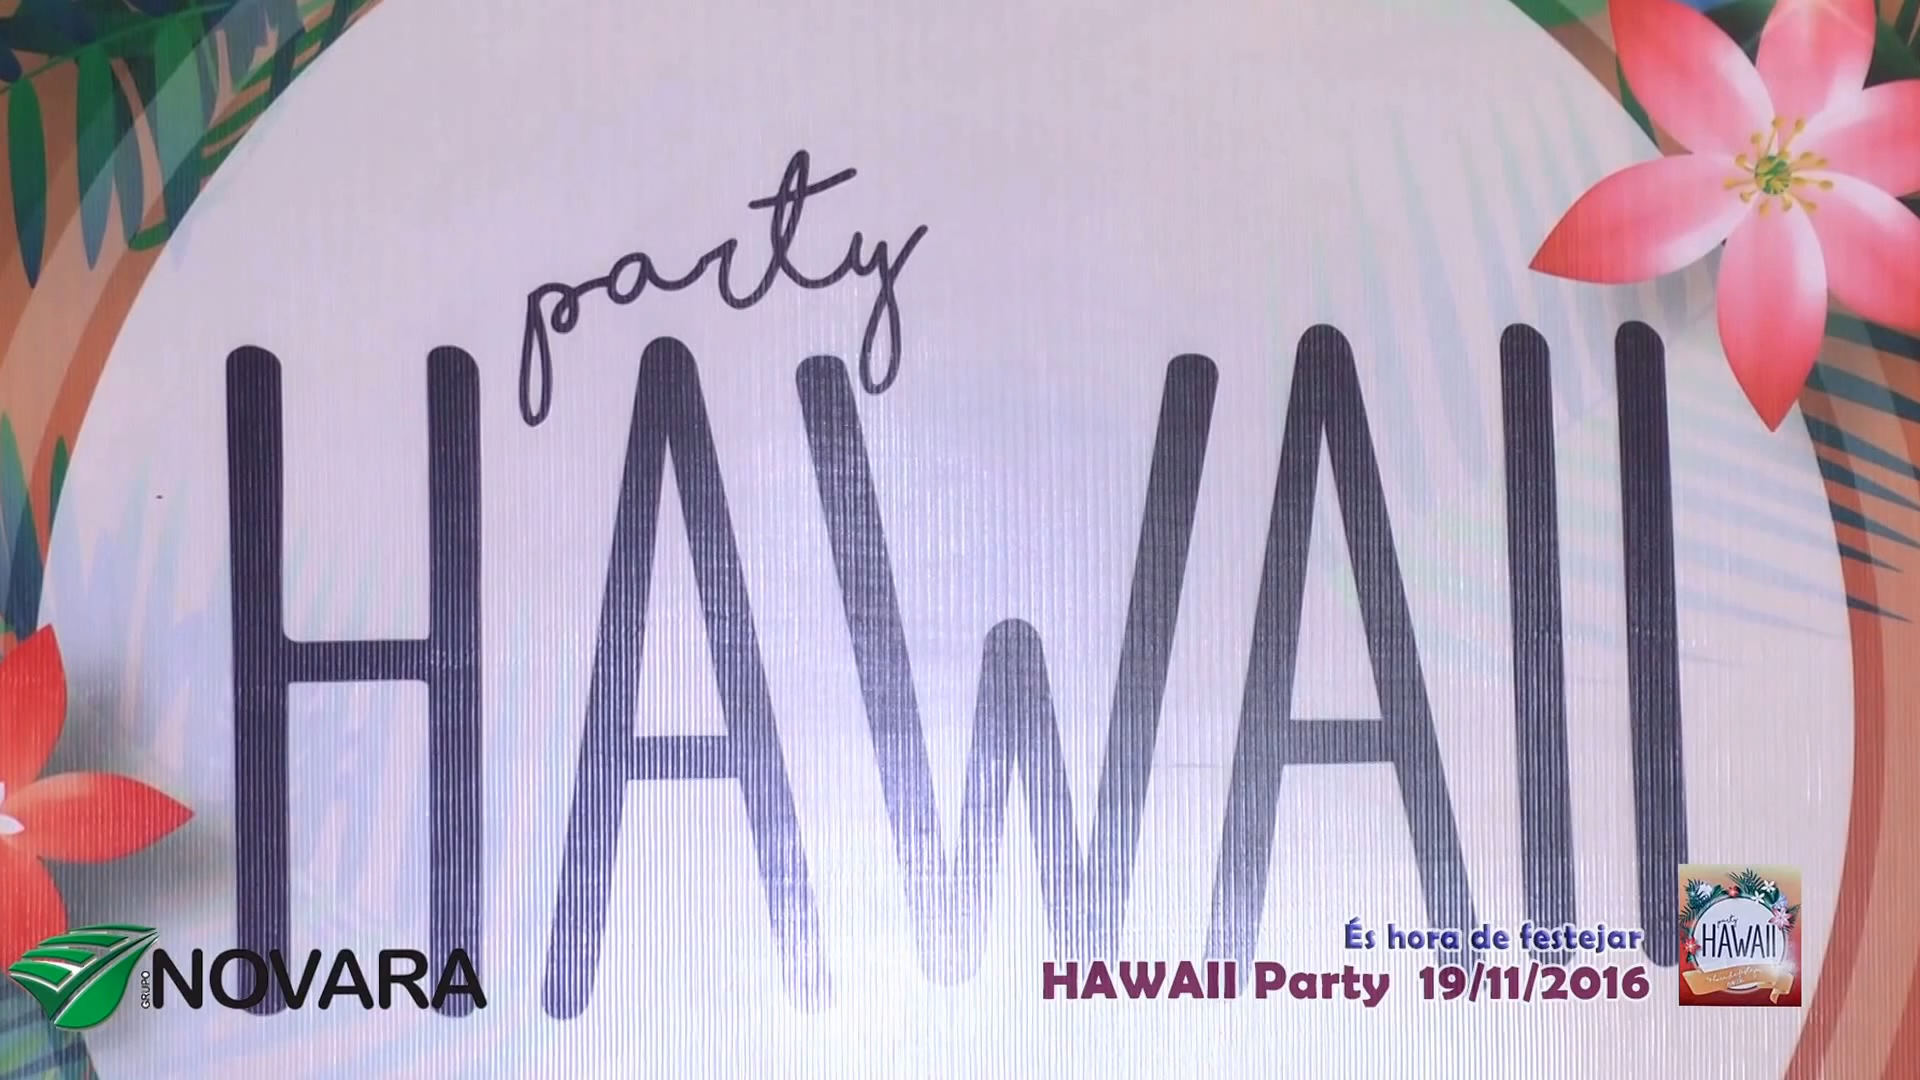 party
HAWAII
GRUPO NOVARA
És hora de festejar
HAWAII Party 19/11/2016
party
HAWAII